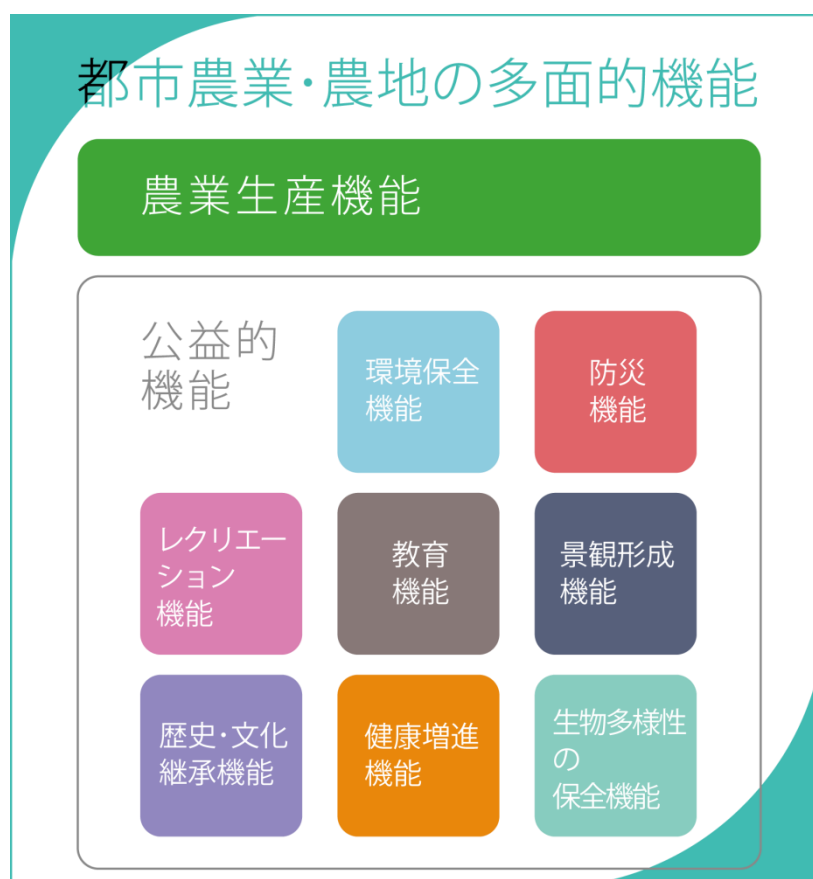 都市農業・農地の多面的機能
農業生産機能
公益的
機能
環境保全
機能
防災
機能
レクリエー
ション
機能
教育
機能
景観形成
機能
歴史・文化
継承機能
健康増進
機能
生物多様性
の
保全機能